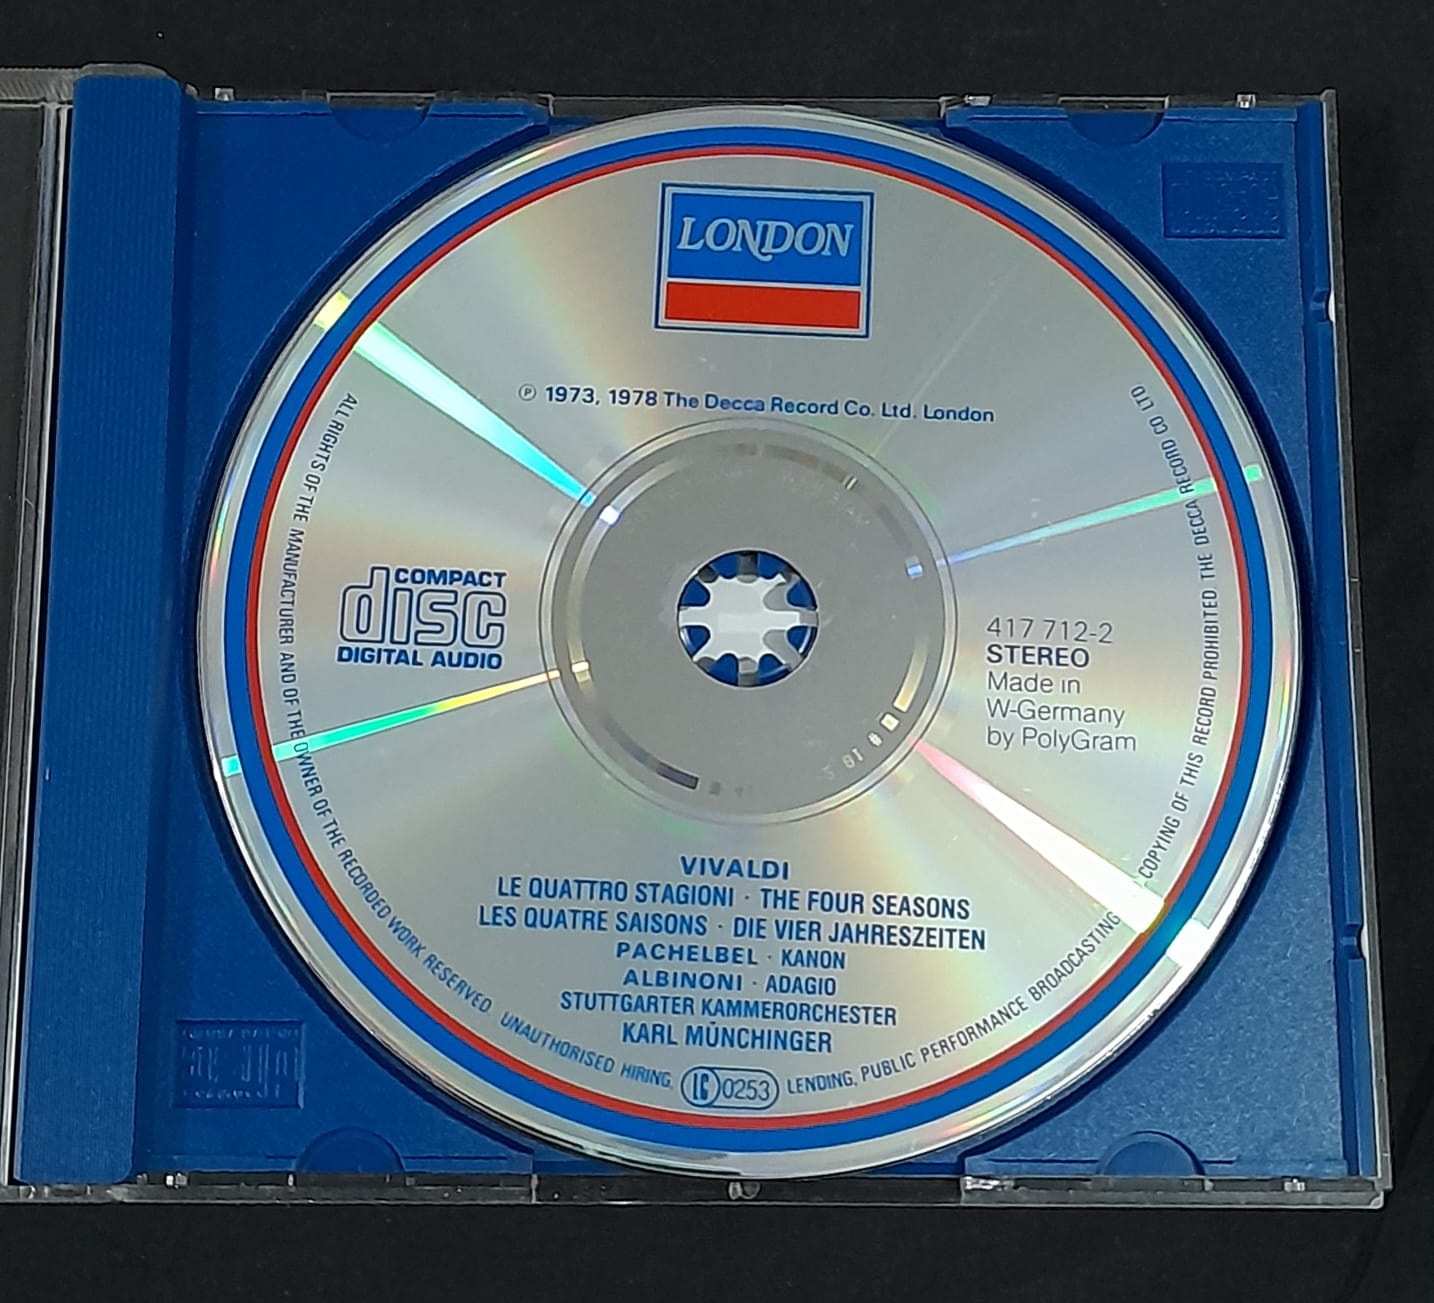 LONDON
℗ 1973, 1978 The Decca Record Co. Ltd. London
COMPACT
disc
DIGITAL AUDIO
417 712-2
STEREO
Made in
W-Germany
by PolyGram
VIVALDI
LE QUATTRO STAGIONI · THE FOUR SEASONS
LES QUATRE SAISONS · DIE VIER JAHRESZEITEN
PACHELBEL · KANON
ALBINONI · ADAGIO
STUTTGARTER KAMMERORCHESTER
KARL MÜNCHINGER
LC 0253
ALL RIGHTS OF THE MANUFACTURER AND OF THE OWNER OF THE RECORDED WORK RESERVED. UNAUTHORISED HIRING, LENDING, PUBLIC PERFORMANCE BROADCASTING COPYING OF THIS RECORD PROHIBITED. THE DECCA RECORD CO LTD